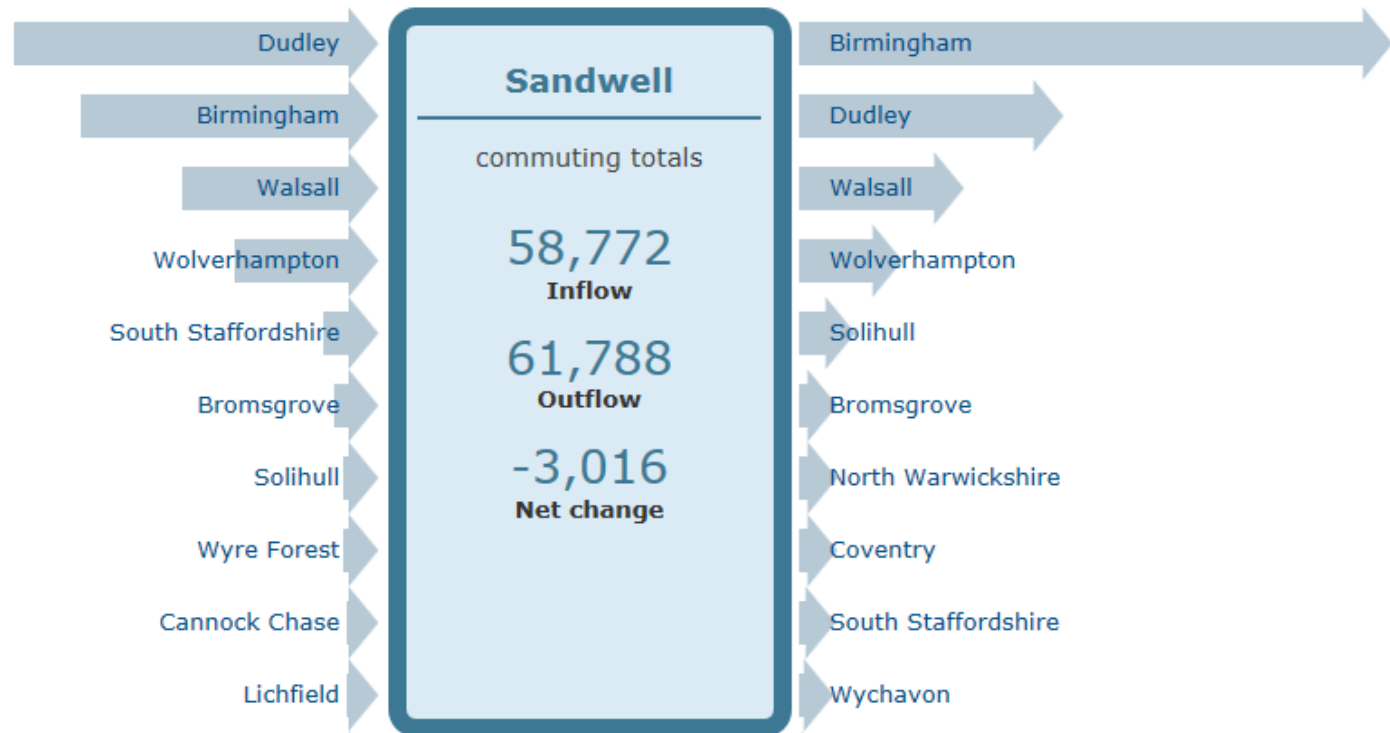 Dudley
Birmingham
Walsall
Wolverhampton
South Staffordshire
Bromsgrove
Solihull
Wyre Forest
Cannock Chase
Lichfield
Sandwell
commuting totals
58,772
Inflow
61,788
Outflow
-3,016
Net change
Birmingham
Dudley
Walsall
Wolverhampton
Solihull
Bromsgrove
North Warwickshire
Coventry
South Staffordshire
Wychavon